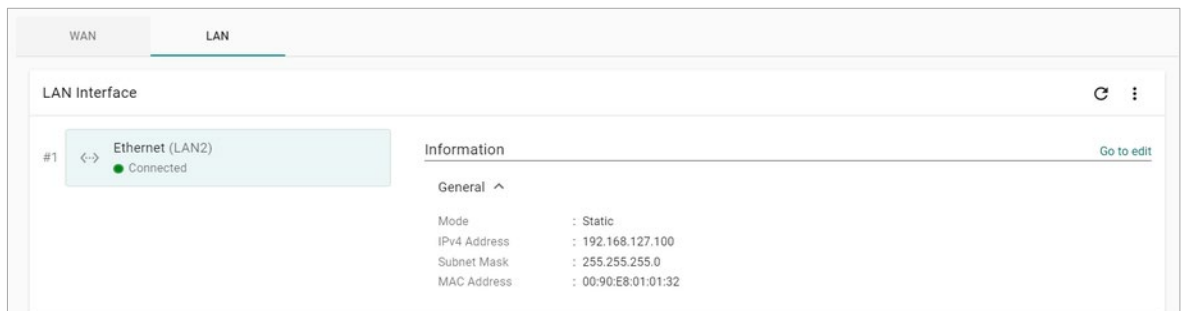 WAN LAN
LAN Interface
#1 Ethernet (LAN2)
Connected
Information Go to edit
General
Mode : Static
IPv4 Address : 192.168.127.100
Subnet Mask : 255.255.255.0
MAC Address : 00:90:E8:01:01:32